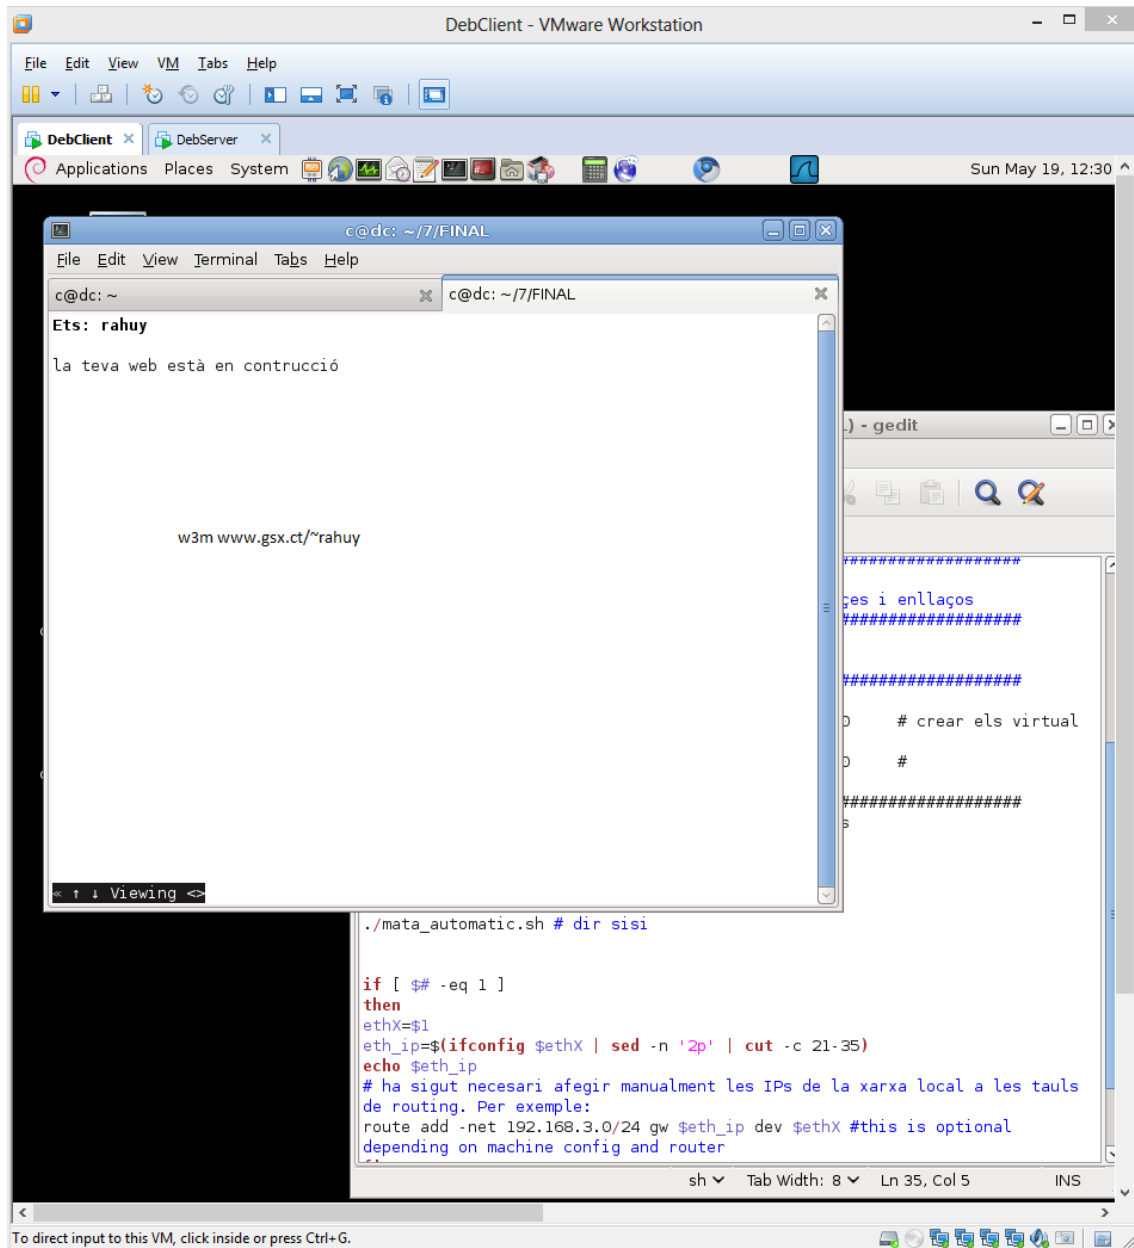 DebClient - VMware Workstation
File Edit View VM Tabs Help
DebClient DebServer
Applications Places System Sun May 19, 12:30
c@dc: ~/7/FINAL
File Edit View Terminal Tabs Help
c@dc: ~ c@dc: ~/7/FINAL
Ets: rahuy
la teva web està en contrucció
w3m www.gsx.ct/~rahuy
« ↑ ↓ Viewing <>
) - gedit
####################
çes i enllaços
####################
####################
0 # crear els virtual
0 #
####################
s
./mata_automatic.sh # dir sisi
if [ $# -eq 1 ]
then
ethX=$1
eth_ip=$(ifconfig $ethX | sed -n '2p' | cut -c 21-35)
echo $eth_ip
# ha sigut necesari afegir manualment les IPs de la xarxa local a les tauls
de routing. Per exemple:
route add -net 192.168.3.0/24 gw $eth_ip dev $ethX #this is optional
depending on machine config and router
sh Tab Width: 8 Ln 35, Col 5 INS
To direct input to this VM, click inside or press Ctrl+G.